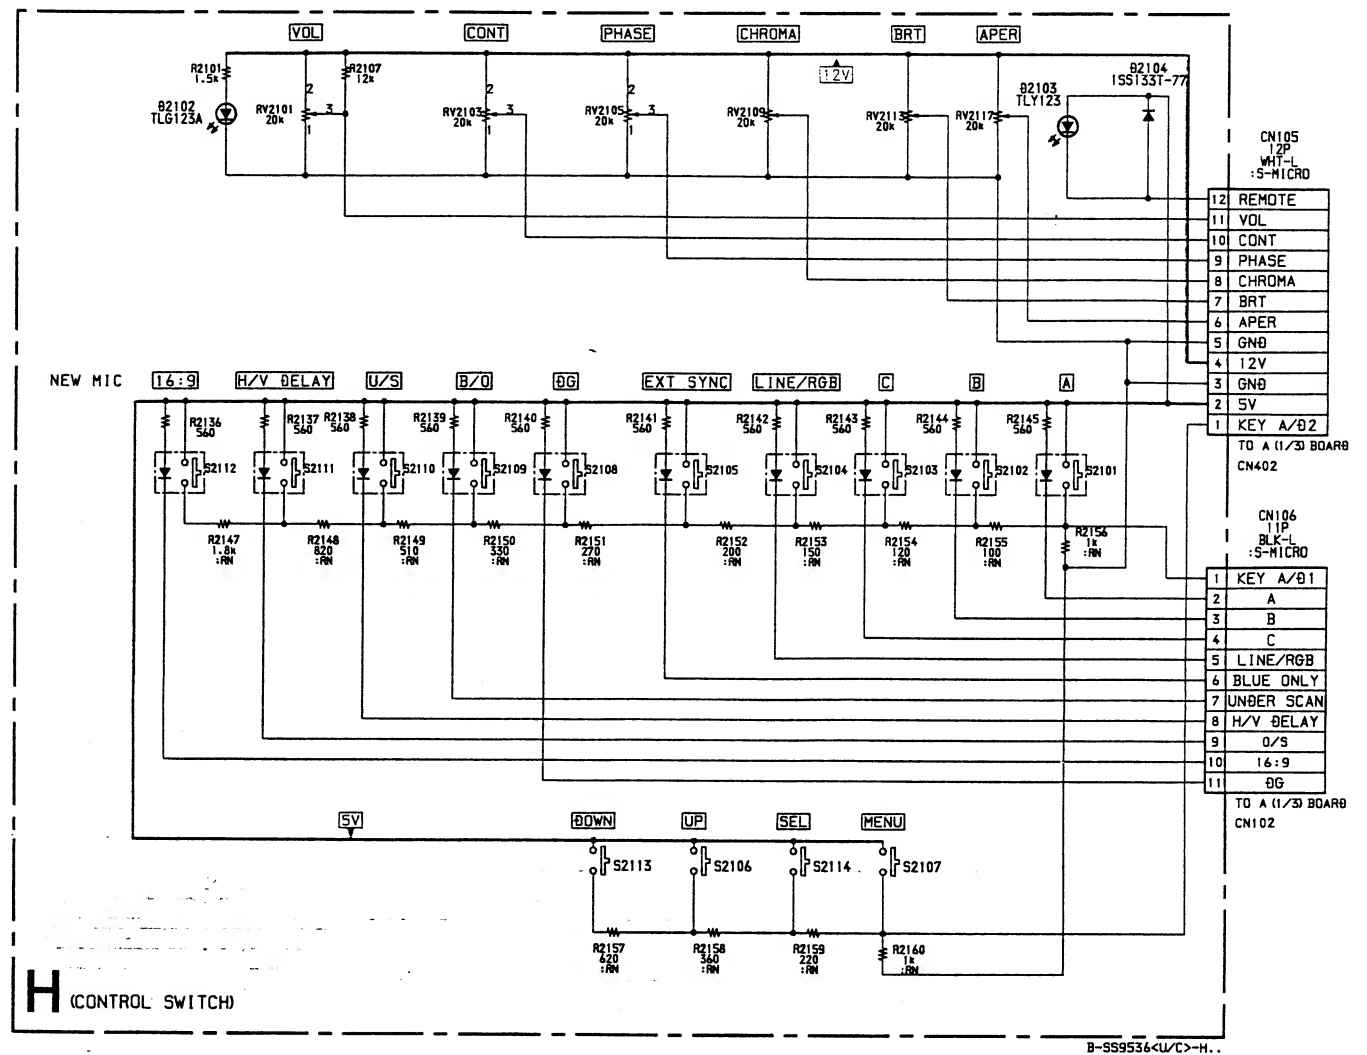 VOL CONT PHASE CHROMA BRT APER
12V
R2101
1.5k
R2107
12k
D2102
TLG123A
2
RV2101
20k
3
1
2
RV2103
20k
3
1
2
RV2105
20k
3
1
RV2109
20k
RV2113
20k
RV2117
20k
D2103
TLY123
D2104
1SS133T-77
CN105
12P
WHT-L
:S-MICRO
12 REMOTE
11 VOL
10 CONT
9 PHASE
8 CHROMA
7 BRT
6 APER
5 GND
4 12V
3 GND
2 5V
1 KEY A/D2
TO A (1/3) BOARD
CN402
NEW MIC 16:9 H/V DELAY U/S B/O DG EXT SYNC LINE/RGB C B A
R2136
560
R2137
560
R2138
560
R2139
560
R2140
560
R2141
560
R2142
560
R2143
560
R2144
560
R2145
560
S2112 S2111 S2110 S2109 S2108 S2105 S2104 S2103 S2102 S2101
R2147
1.8k
:RN
R2148
820
:RN
R2149
510
:RN
R2150
330
:RN
R2151
270
:RN
R2152
200
:RN
R2153
150
:RN
R2154
120
:RN
R2155
100
:RN
R2156
1k
:RN
CN106
11P
BLK-L
:S-MICRO
1 KEY A/D1
2 A
3 B
4 C
5 LINE/RGB
6 BLUE ONLY
7 UNDER SCAN
8 H/V DELAY
9 O/S
10 16:9
11 DG
TO A (1/3) BOARD
CN102
5V DOWN UP SEL MENU
S2113 S2106 S2114 S2107
R2157
620
:RN
R2158
360
:RN
R2159
220
:RN
R2160
1k
:RN
H (CONTROL SWITCH)
B-SS9536<U/C>-H..